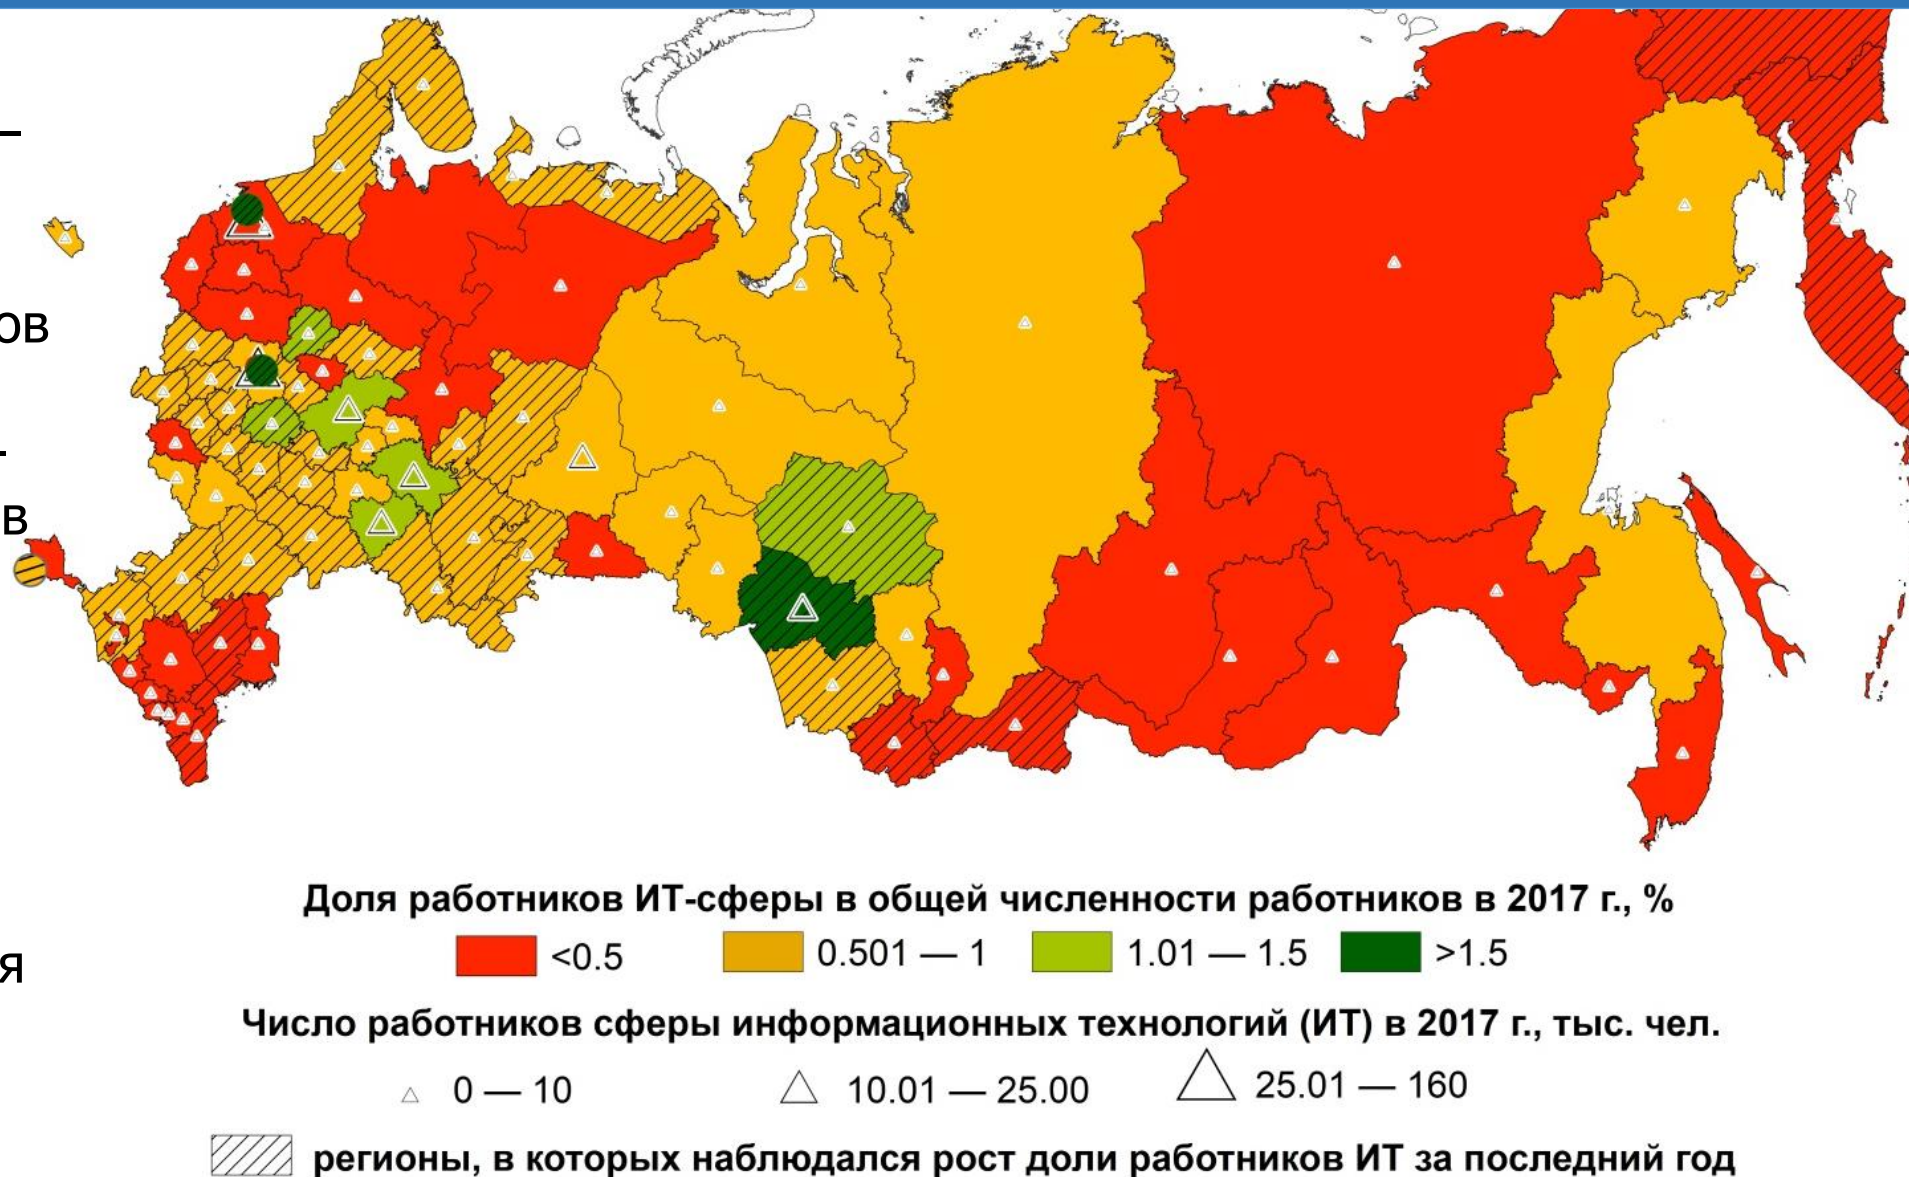 –
ов
-
в
я
Доля работников ИТ-сферы в общей численности работников в 2017 г., %
<0.5 0.501 — 1 1.01 — 1.5 >1.5
Число работников сферы информационных технологий (ИТ) в 2017 г., тыс. чел.
0 — 10 10.01 — 25.00 25.01 — 160
регионы, в которых наблюдался рост доли работников ИТ за последний год